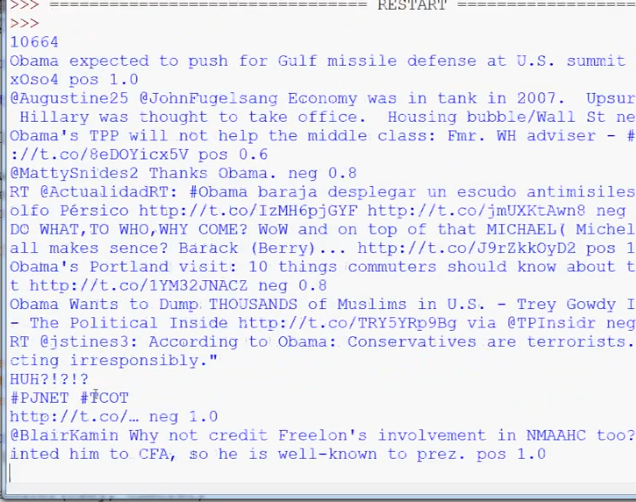 >>> ================================ RESTART ================
>>>
10664
Obama expected to push for Gulf missile defense at U.S. summit
xOso4 pos 1.0
@Augustine25 @JohnFugelsang Economy was in tank in 2007.  Upsur
 Hillary was thought to take office.  Housing bubble/Wall St ne
Obama's TPP will not help the middle class: Fmr. WH adviser - #
://t.co/8eDOYicx5V pos 0.6
@MattySnides2 Thanks Obama. neg 0.8
RT @ActualidadRT: #Obama baraja desplegar un escudo antimisiles
olfo Pérsico http://t.co/IzMH6pjGYF http://t.co/jmUXKtAwn8 neg
DO WHAT,TO WHO,WHY COME? WoW and on top of that MICHAEL( Michel
all makes sence? Barack (Berry)... http://t.co/J9rZkkOyD2 pos 1
Obama's Portland visit: 10 things commuters should know about t
t http://t.co/1YM32JNACZ neg 0.8
Obama Wants to Dump THOUSANDS of Muslims in U.S. - Trey Gowdy I
- The Political Inside http://t.co/TRY5YRp9Bg via @TPInsidr neg
RT @jstines3: According to Obama: Conservatives are terrorists.
cting irresponsibly."
HUH?!?!?
#PJNET #TCOT
http://t.co/… neg 1.0
@BlairKamin Why not credit Freelon's involvement in NMAAHC too?
inted him to CFA, so he is well-known to prez. pos 1.0